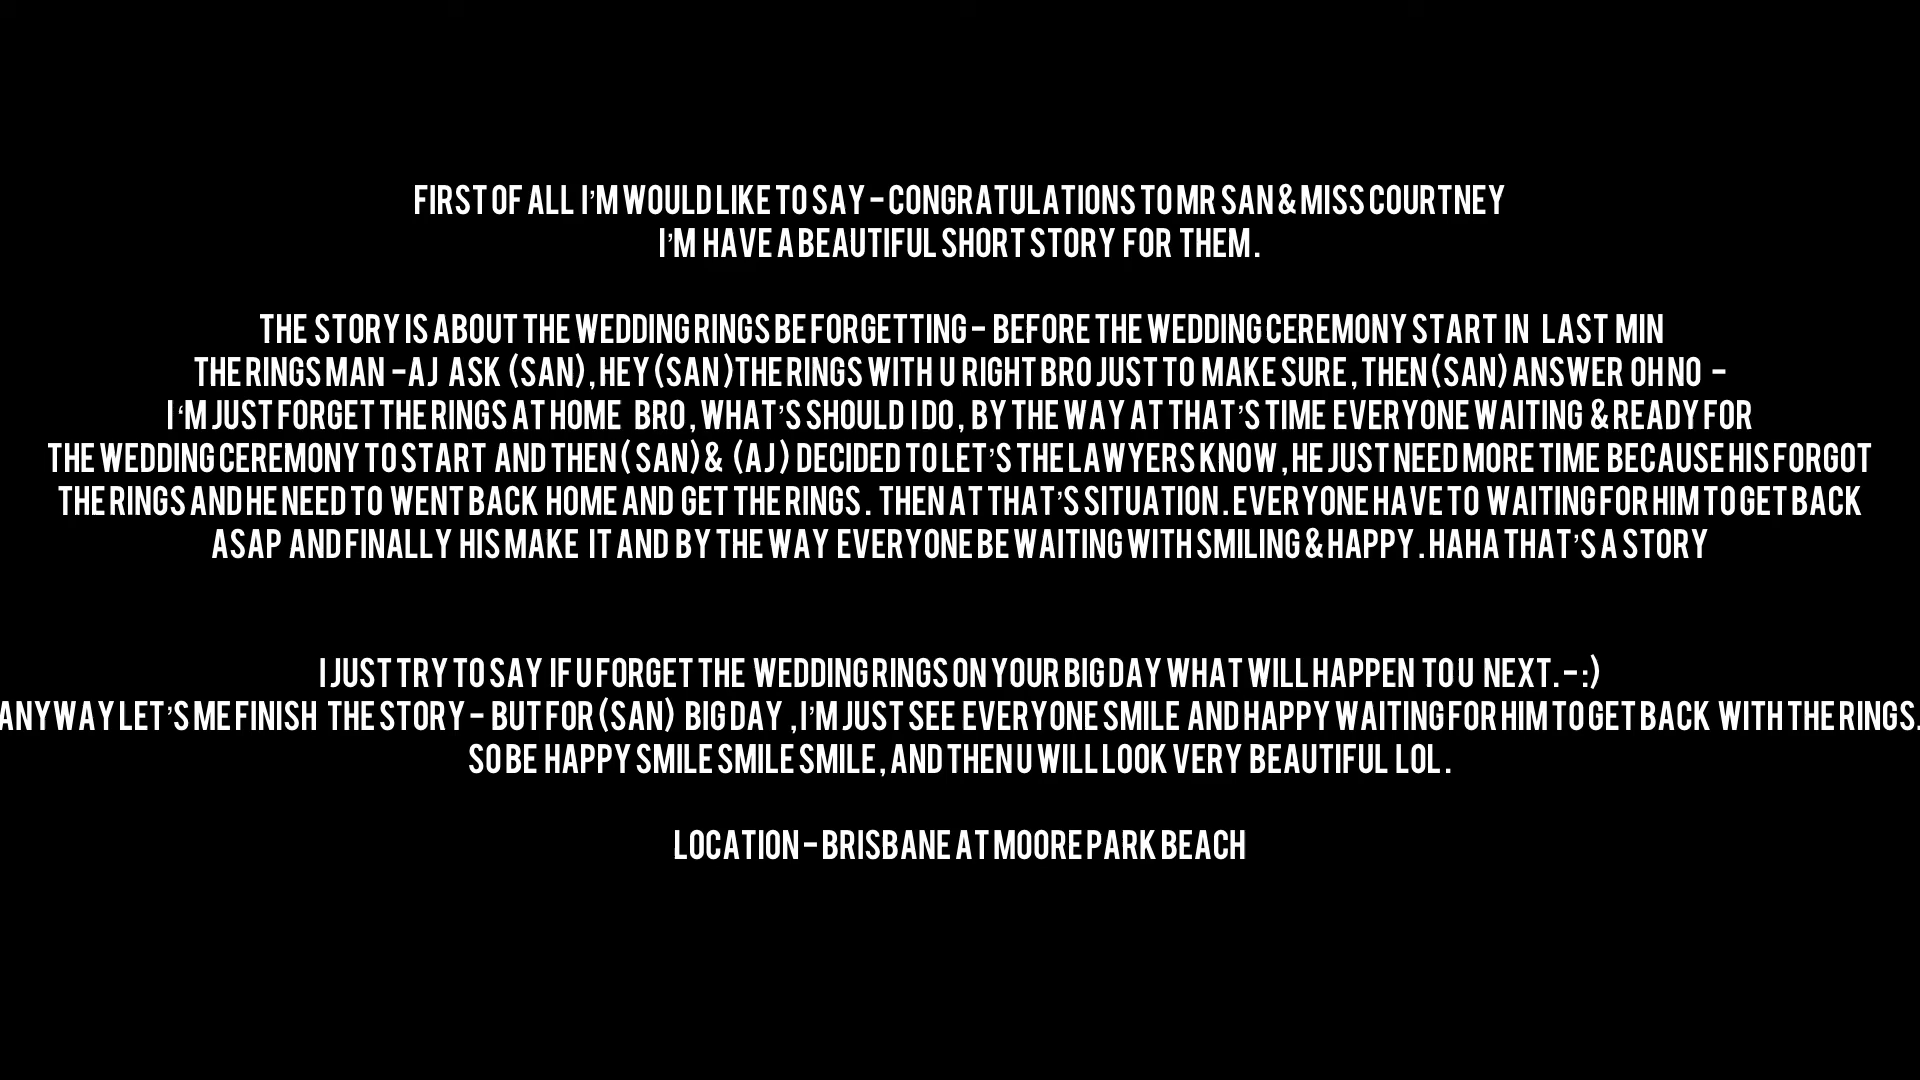 FIRST OF ALL I'M WOULD LIKE TO SAY - CONGRATULATIONS TO MR SAN & MISS COURTNEY
I'M HAVE A BEAUTIFUL SHORT STORY FOR THEM.
THE STORY IS ABOUT THE WEDDING RINGS BE FORGETTING - BEFORE THE WEDDING CEREMONY START IN LAST MIN
THE RINGS MAN -AJ ASK (SAN), HEY (SAN )THE RINGS WITH U RIGHT BRO JUST TO MAKE SURE, THEN (SAN) ANSWER OH NO -
I 'M JUST FORGET THE RINGS AT HOME BRO, WHAT'S SHOULD I DO, BY THE WAY AT THAT'S TIME EVERYONE WAITING & READY FOR
THE WEDDING CEREMONY TO START AND THEN ( SAN) & (AJ) DECIDED TO LET'S THE LAWYERS KNOW, HE JUST NEED MORE TIME BECAUSE HIS FORGOT
THE RINGS AND HE NEED TO WENT BACK HOME AND GET THE RINGS. THEN AT THAT'S SITUATION. EVERYONE HAVE TO WAITING FOR HIM TO GET BACK
ASAP AND FINALLY HIS MAKE IT AND BY THE WAY EVERYONE BE WAITING WITH SMILING & HAPPY. HAHA THAT'S A STORY
I JUST TRY TO SAY IF U FORGET THE WEDDING RINGS ON YOUR BIG DAY WHAT WILL HAPPEN TO U NEXT. - :)
ANYWAY LET'S ME FINISH THE STORY - BUT FOR (SAN) BIG DAY ,I'M JUST SEE EVERYONE SMILE AND HAPPY WAITING FOR HIM TO GET BACK WITH THE RINGS.
SO BE HAPPY SMILE SMILE SMILE, AND THEN U WILL LOOK VERY BEAUTIFUL LOL.
LOCATION - BRISBANE AT MOORE PARK BEACH